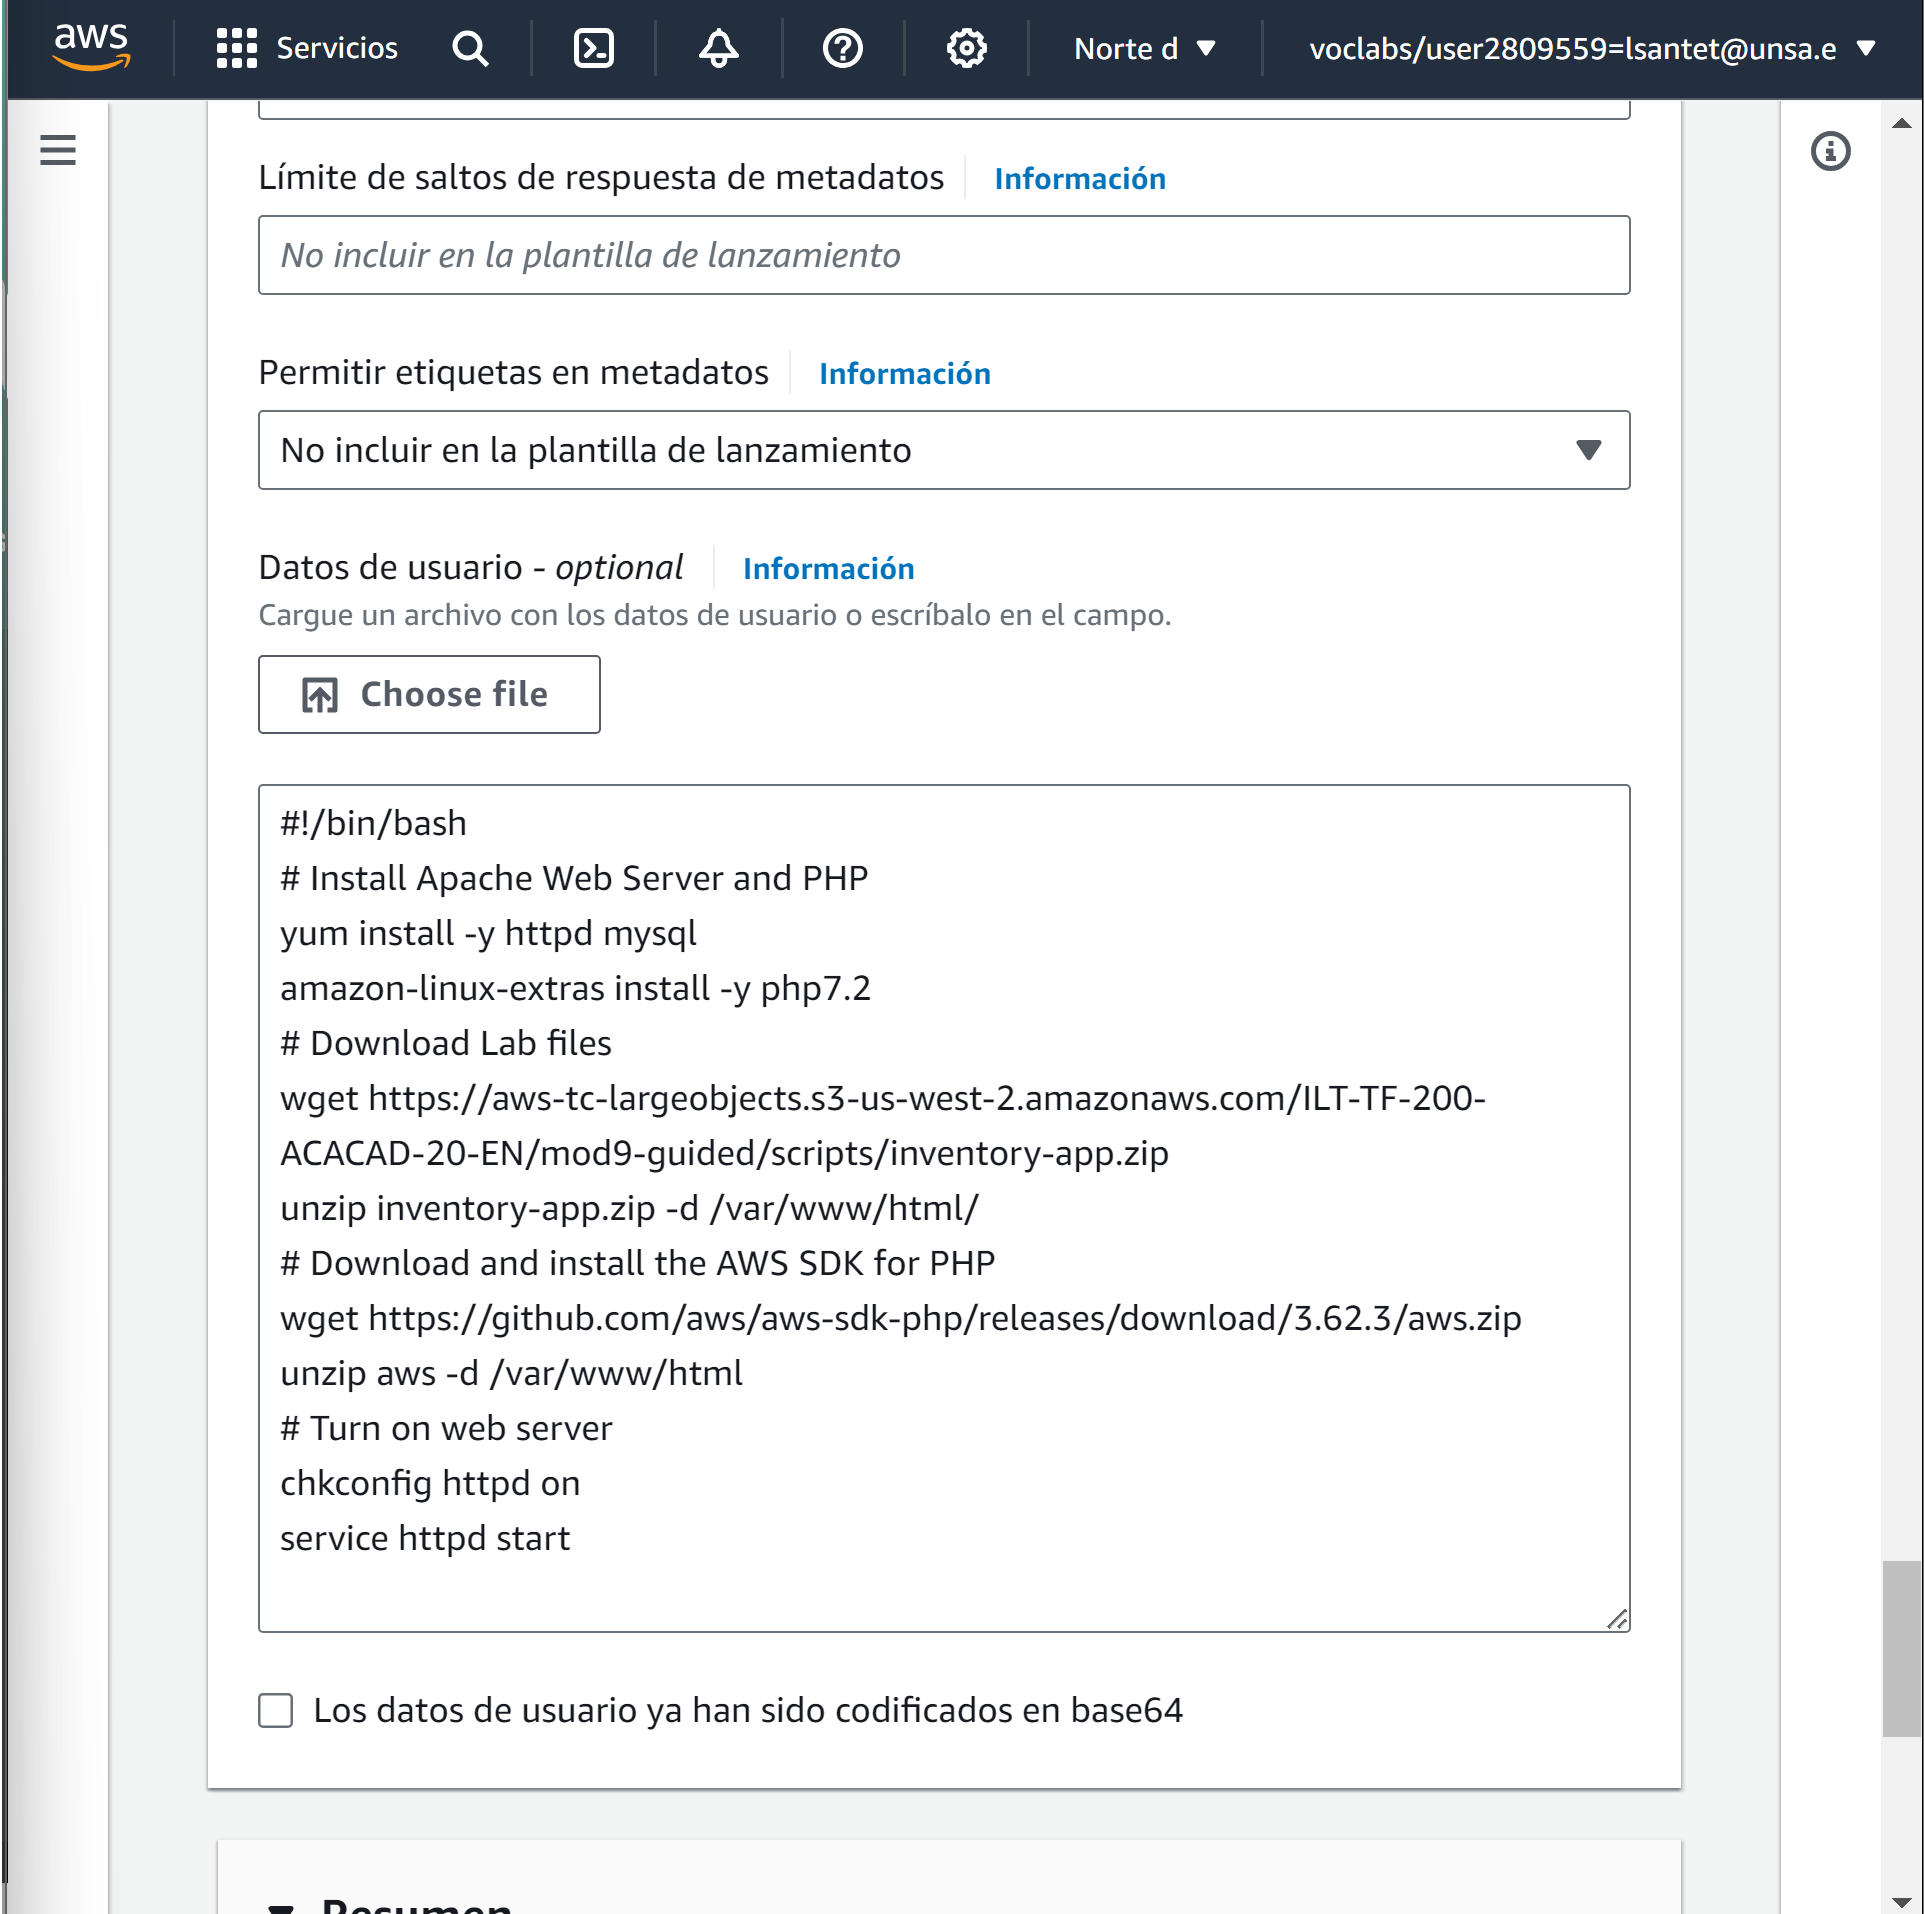 aws
Servicios
Norte d
voclabs/user2809559=lsantet@unsa.e
Límite de saltos de respuesta de metadatos
Información
No incluir en la plantilla de lanzamiento
Permitir etiquetas en metadatos
Información
No incluir en la plantilla de lanzamiento
Datos de usuario - optional
Información
Cargue un archivo con los datos de usuario o escríbalo en el campo.
Choose file
#!/bin/bash
# Install Apache Web Server and PHP
yum install -y httpd mysql
amazon-linux-extras install -y php7.2
# Download Lab files
wget https://aws-tc-largeobjects.s3-us-west-2.amazonaws.com/ILT-TF-200-
ACACAD-20-EN/mod9-guided/scripts/inventory-app.zip
unzip inventory-app.zip -d /var/www/html/
# Download and install the AWS SDK for PHP
wget https://github.com/aws/aws-sdk-php/releases/download/3.62.3/aws.zip
unzip aws -d /var/www/html
# Turn on web server
chkconfig httpd on
service httpd start
Los datos de usuario ya han sido codificados en base64
Resumen